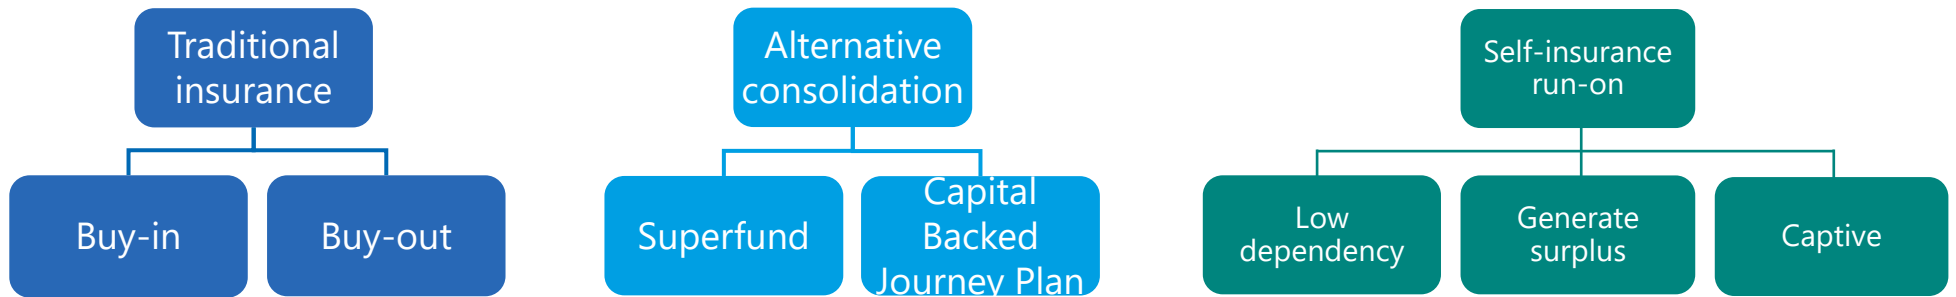 Traditional
insurance
Buy-in
Buy-out
Alternative
consolidation
Superfund
Capital
Backed
Journey Plan
Self-insurance
run-on
Low
dependency
Generate
surplus
Captive